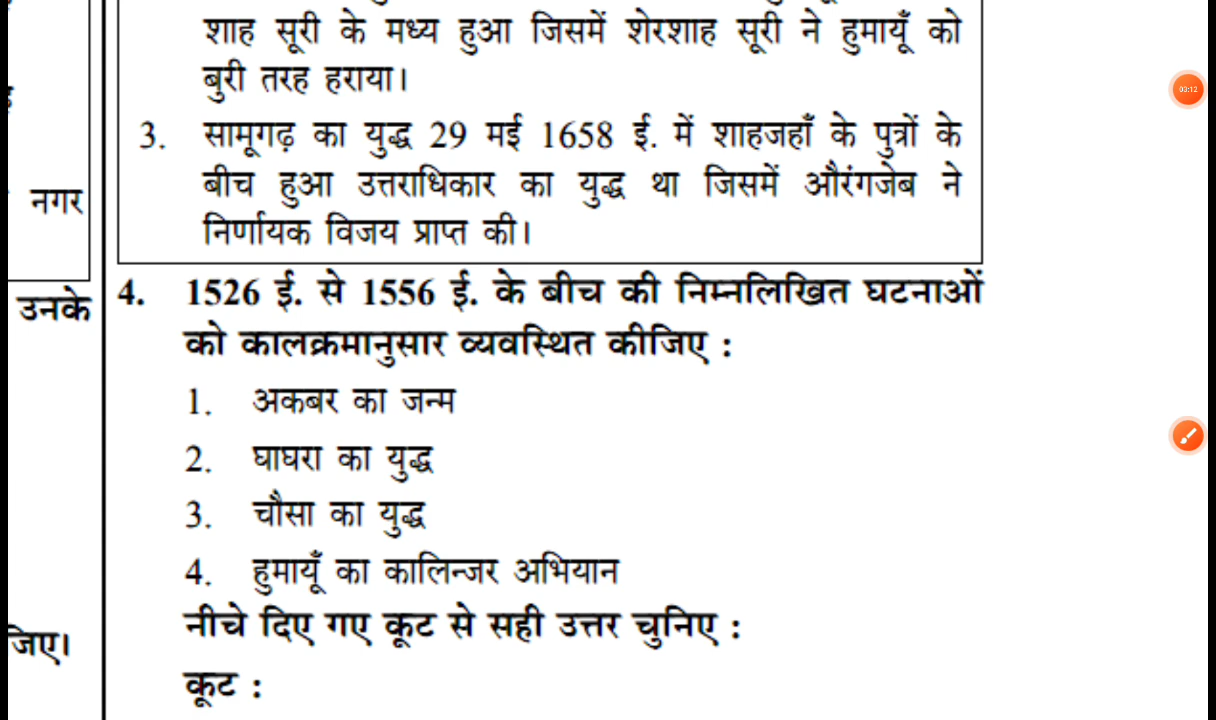 शाह सूरी के मध्य हुआ जिसमें शेरशाह सूरी ने हुमायूँ को
बुरी तरह हराया।
3. सामूगढ़ का युद्ध 29 मई 1658 ई. में शाहजहाँ के पुत्रों के
बीच हुआ उत्तराधिकार का युद्ध था जिसमें औरंगजेब ने
निर्णायक विजय प्राप्त की।
नगर
उनके
जिए।
4. 1526 ई. से 1556 ई. के बीच की निम्नलिखित घटनाओं
को कालक्रमानुसार व्यवस्थित कीजिए :
1. अकबर का जन्म
2. घाघरा का युद्ध
3. चौसा का युद्ध
4. हुमायूँ का कालिन्जर अभियान
नीचे दिए गए कूट से सही उत्तर चुनिए :
कूट :
03:12